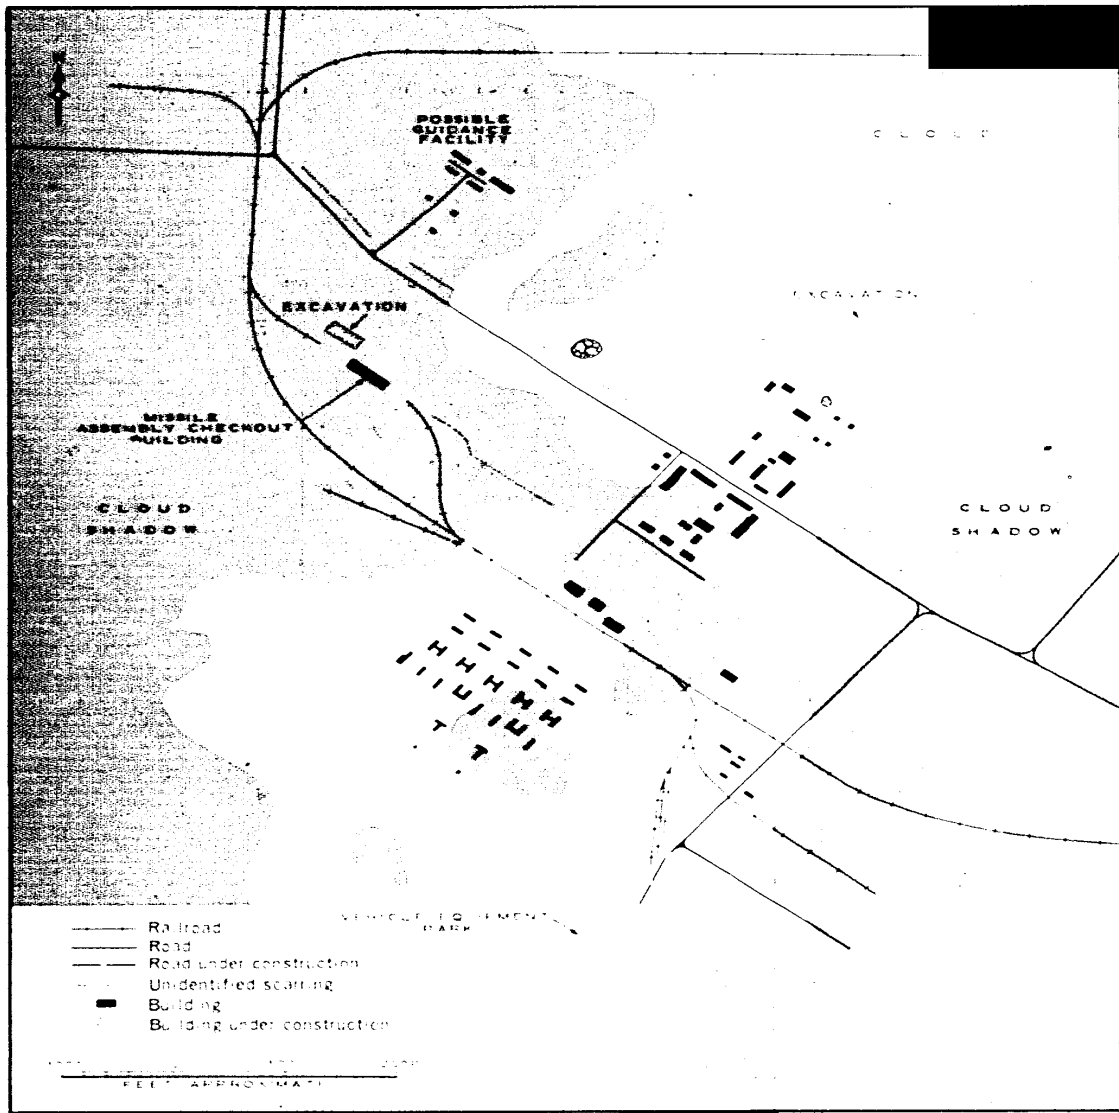 N
POSSIBLE
GUIDANCE
FACILITY
CLOUD
EXCAVATION
EXCAVATION
MISSILE
ASSEMBLY CHECKOUT
BUILDING
CLOUD
SHADOW
CLOUD
SHADOW
VEHICLE EQUIPMENT
PARK
Railroad
Road
Road under construction
Unidentified scarring
Building
Building under construction
FEET APPROXIMATE